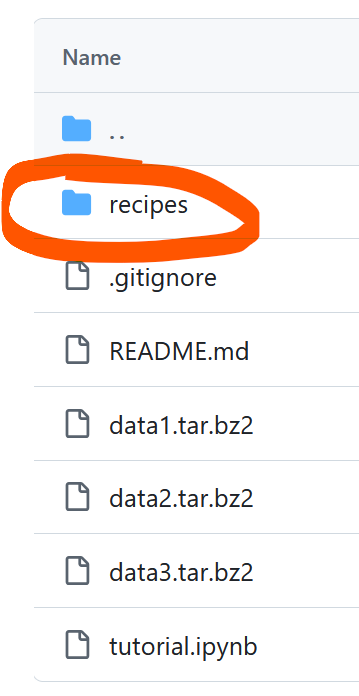 Name
..
recipes
.gitignore
README.md
data1.tar.bz2
data2.tar.bz2
data3.tar.bz2
tutorial.ipynb